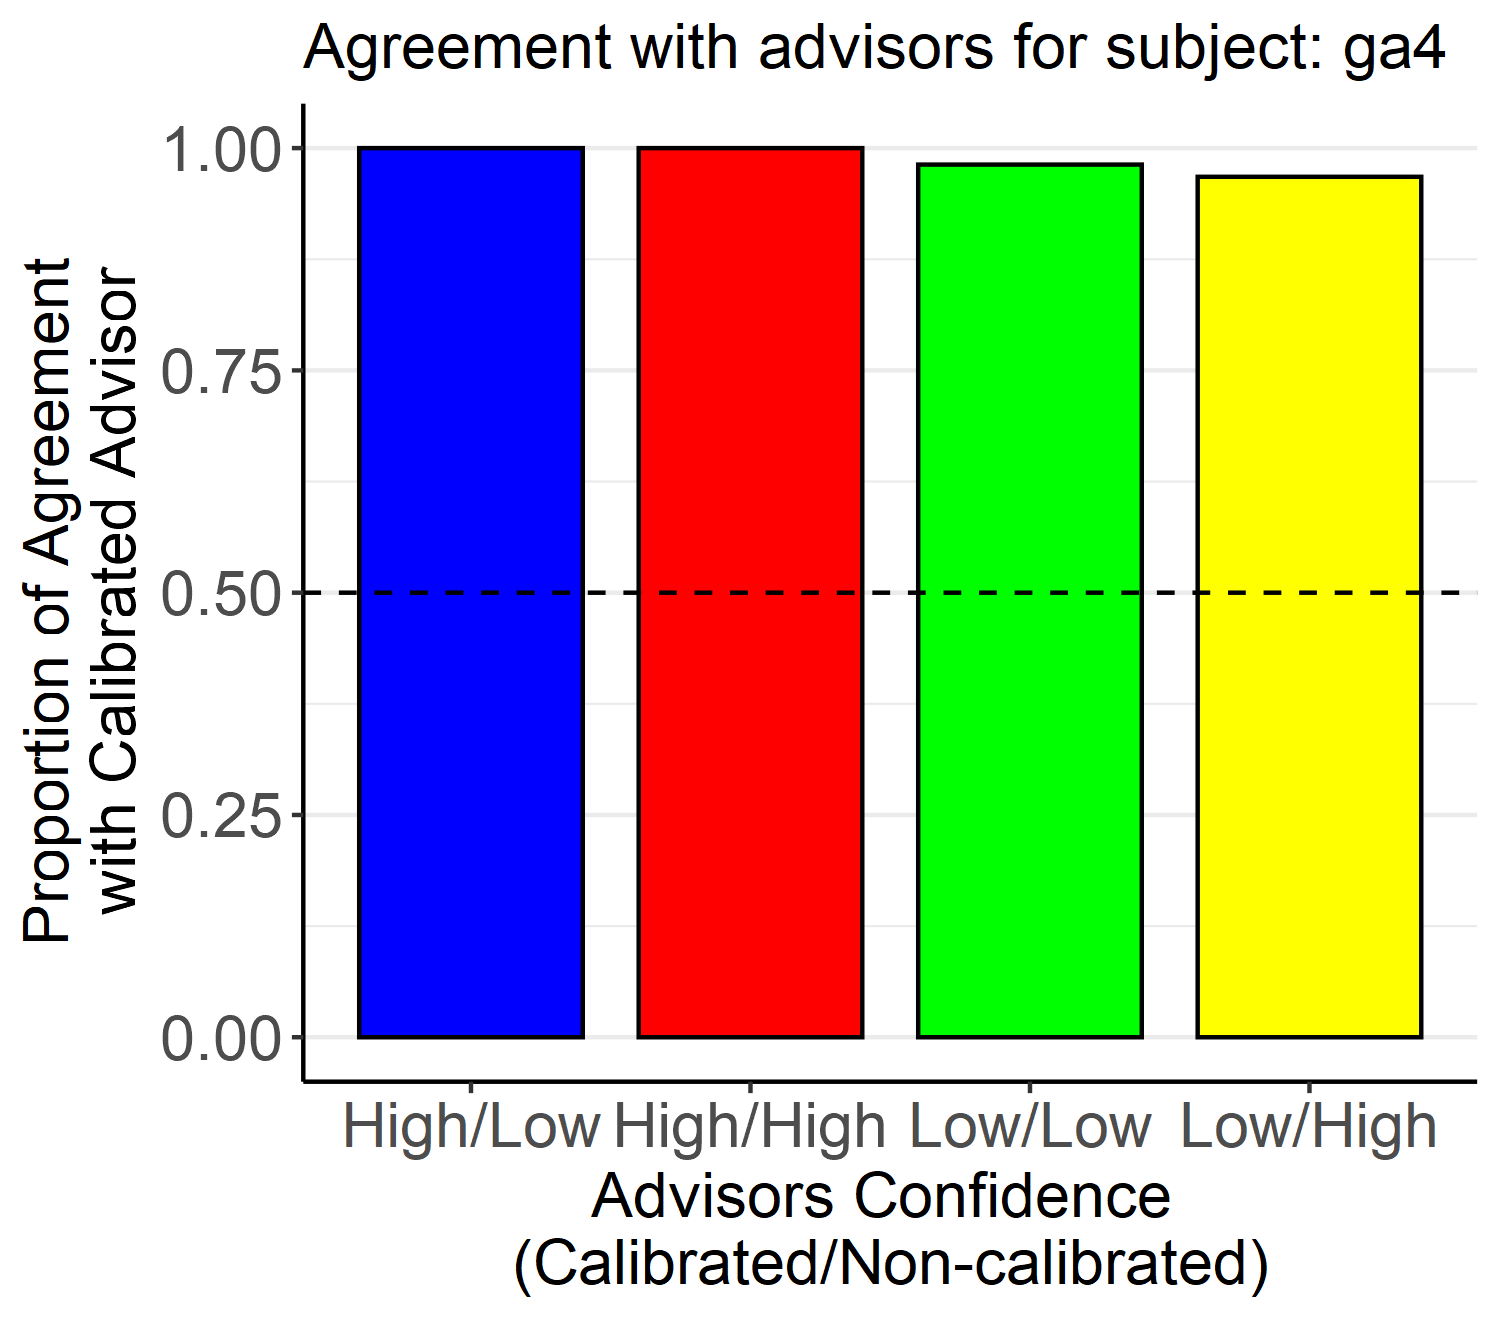 Agreement with advisors for subject: ga4
Proportion of Agreement
with Calibrated Advisor
1.00
0.75
0.50
0.25
0.00
High/Low High/High Low/Low Low/High
Advisors Confidence
(Calibrated/Non-calibrated)